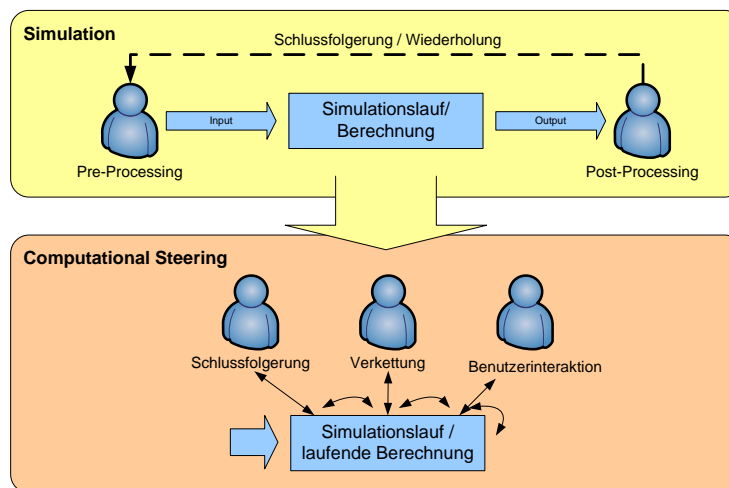 Simulation
Schlussfolgerung / Wiederholung
Input
Simulationslauf/
Berechnung
Output
Pre-Processing
Post-Processing
Computational Steering
Schlussfolgerung
Verkettung
Benutzerinteraktion
Simulationslauf /
laufende Berechnung